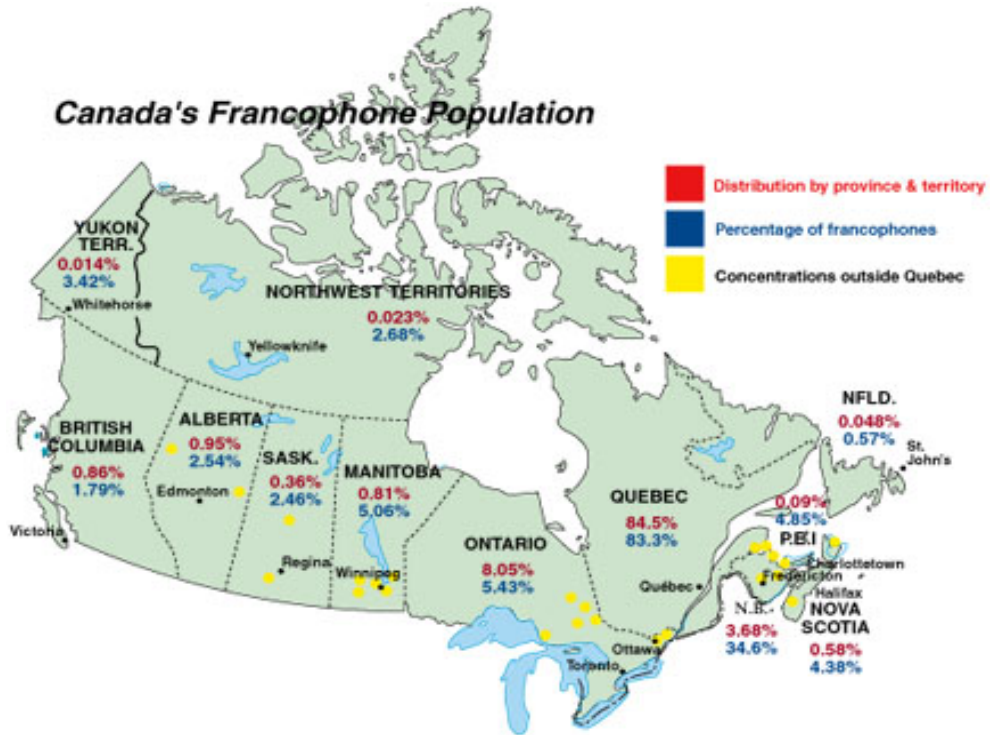 Canada's Francophone Population
Distribution by province & territory
Percentage of francophones
Concentrations outside Quebec
YUKON
TERR.
0.014%
3.42%
Whitehorse
NORTHWEST TERRITORIES
0.023%
2.68%
Yellowknife
BRITISH
COLUMBIA
0.86%
1.79%
Victoria
ALBERTA
0.95%
2.54%
Edmonton
SASK.
0.36%
2.46%
Regina
MANITOBA
0.81%
5.06%
Winnipeg
ONTARIO
8.05%
5.43%
Ottawa
Toronto
QUEBEC
84.5%
83.3%
Québec
NFLD.
0.048%
0.57%
St.
John's
0.09%
4.85%
P.E.I
Charlottetown
Fredericton
Halifax
N.B.
3.68%
34.6%
NOVA
SCOTIA
0.58%
4.38%